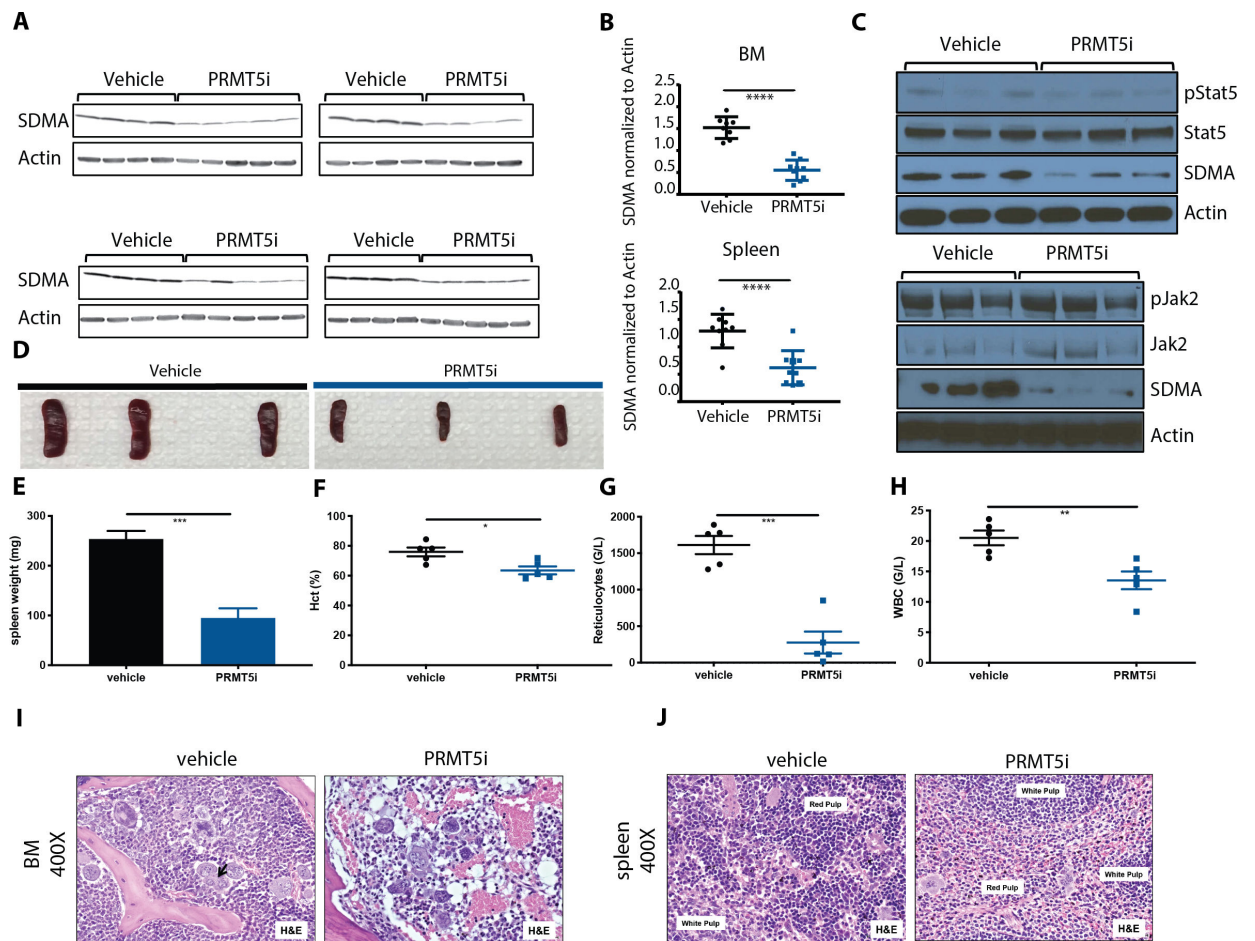 A
Vehicle PRMT5i Vehicle PRMT5i
SDMA
Actin
Vehicle PRMT5i Vehicle PRMT5i
SDMA
Actin
B
BM
SDMA normalized to Actin
2.5
2.0
1.5
1.0
0.5
0.0
****
Vehicle PRMT5i
Spleen
SDMA normalized to Actin
2.0
1.5
1.0
0.5
0.0
****
Vehicle PRMT5i
C
Vehicle PRMT5i
pStat5
Stat5
SDMA
Actin
Vehicle PRMT5i
pJak2
Jak2
SDMA
Actin
D
Vehicle PRMT5i
E
spleen weight (mg)
300
200
100
0
***
vehicle PRMT5i
F
Hct (%)
100
80
60
40
20
0
*
vehicle PRMT5i
G
Reticulocytes (G/L)
2000
1500
1000
500
0
***
vehicle PRMT5i
H
WBC (G/L)
25
20
15
10
5
0
**
vehicle PRMT5i
I
vehicle PRMT5i
BM
400X
H&E H&E
J
vehicle PRMT5i
spleen
400X
Red Pulp
White Pulp
H&E
White Pulp
White Pulp
Red Pulp
H&E